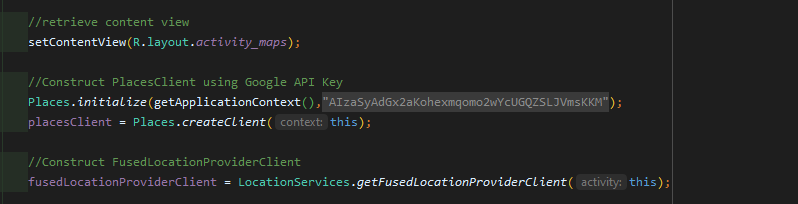 //retrieve content view
setContentView(R.layout.activity_maps);
//Construct PlacesClient using Google API Key
Places.initialize(getApplicationContext(),"AIzaSyAdGx2aKohexmqomo2wYcUGQZSLJVmsKKM");
placesClient = Places.createClient( context: this);
//Construct FusedLocationProviderClient
fusedLocationProviderClient = LocationServices.getFusedLocationProviderClient( activity: this);